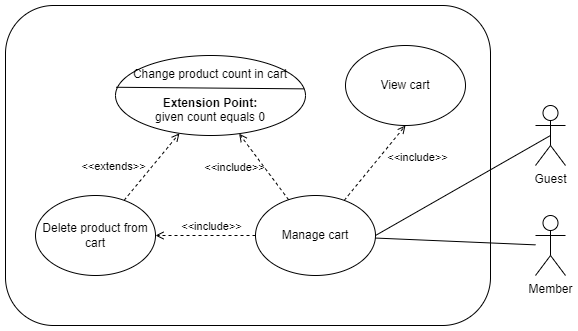 Change product count in cart
Extension Point:
given count equals 0
View cart
<<extends>>
<<include>>
<<include>>
Guest
Delete product from
cart
<<include>>
Manage cart
Member